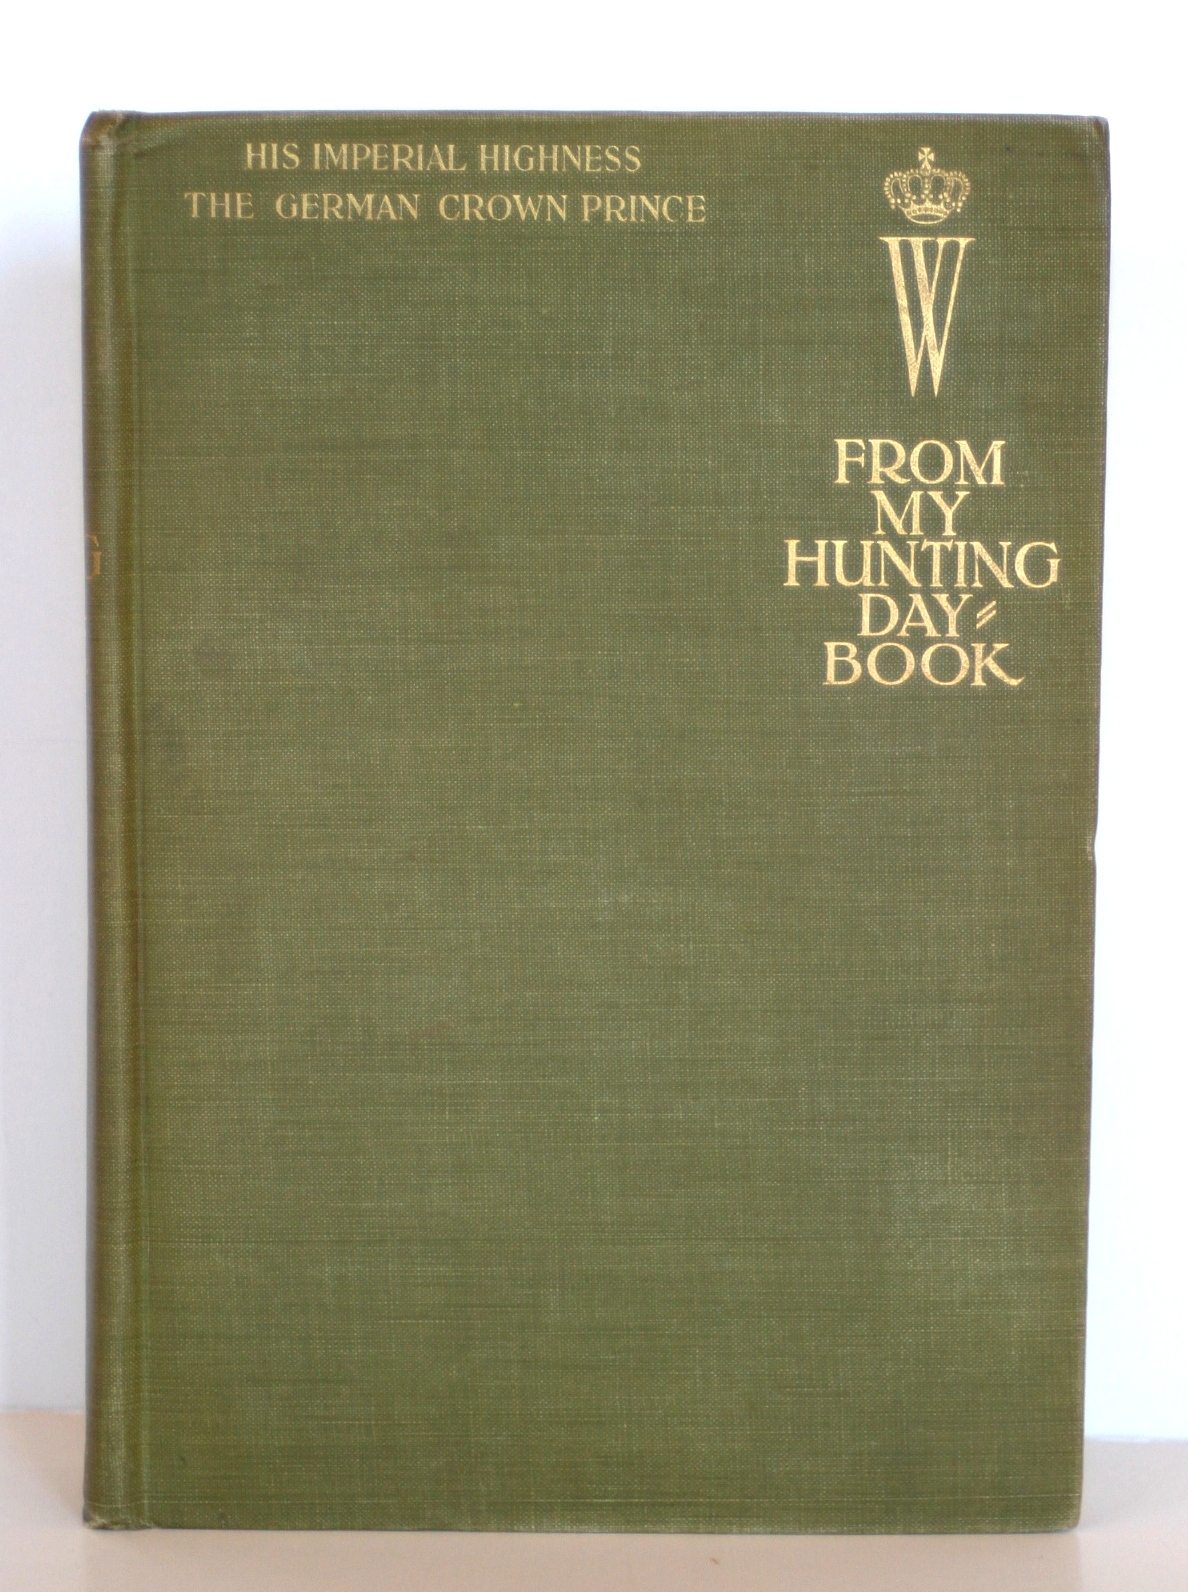 HIS IMPERIAL HIGHNESS
THE GERMAN CROWN PRINCE
W
FROM
MY
HUNTING
DAY=
BOOK
G